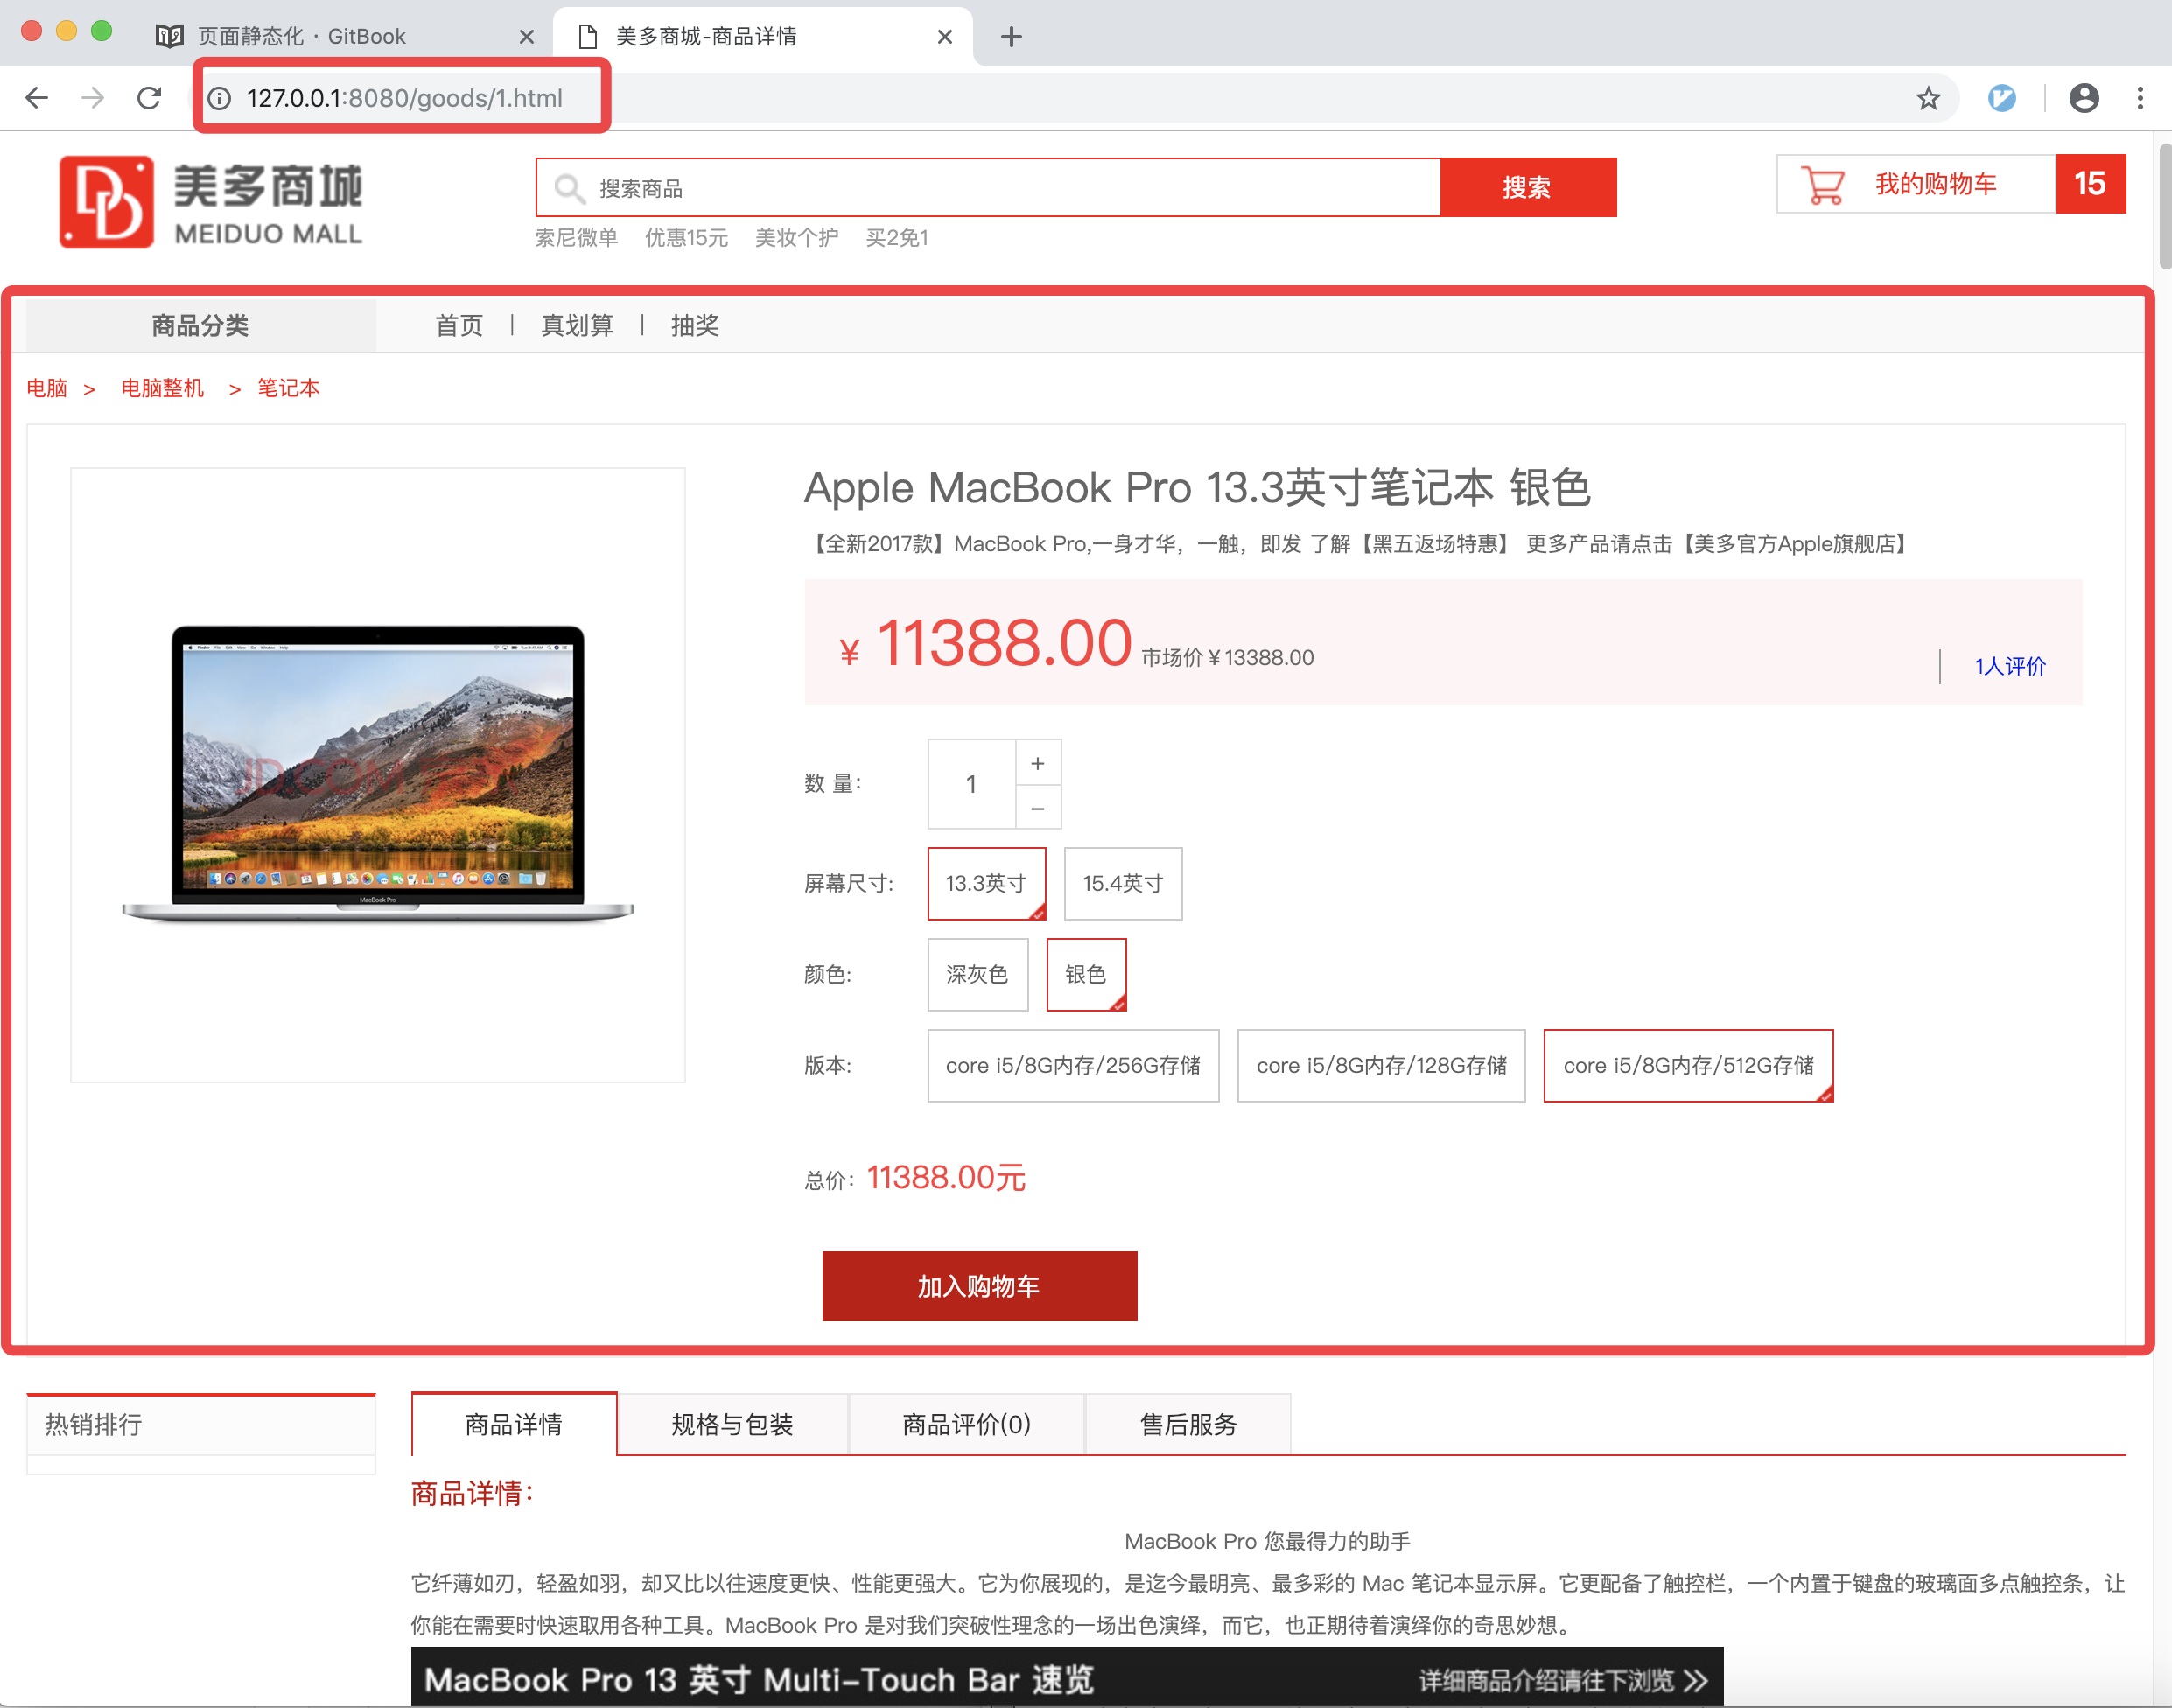 页面静态化 · GitBook
美多商城-商品详情
127.0.0.1:8080/goods/1.html
美多商城
MEIDUO MALL
搜索商品
搜索
我的购物车
15
索尼微单 优惠15元 美妆个护 买2免1
商品分类 首页 | 真划算 | 抽奖
电脑 > 电脑整机 > 笔记本
Apple MacBook Pro 13.3英寸笔记本 银色
【全新2017款】MacBook Pro,一身才华，一触，即发 了解【黑五返场特惠】 更多产品请点击【美多官方Apple旗舰店】
¥ 11388.00 市场价￥13388.00
1人评价
JD.COM
MacBook Pro
数 量：
1
+
−
屏幕尺寸: 13.3英寸 15.4英寸
颜色: 深灰色 银色
版本: core i5/8G内存/256G存储 core i5/8G内存/128G存储 core i5/8G内存/512G存储
总价：11388.00元
加入购物车
热销排行
商品详情 规格与包装 商品评价(0) 售后服务
商品详情：
MacBook Pro 您最得力的助手
它纤薄如刃，轻盈如羽，却又比以往速度更快、性能更强大。它为你展现的，是迄今最明亮、最多彩的 Mac 笔记本显示屏。它更配备了触控栏，一个内置于键盘的玻璃面多点触控条，让
你能在需要时快速取用各种工具。MacBook Pro 是对我们突破性理念的一场出色演绎，而它，也正期待着演绎你的奇思妙想。
MacBook Pro 13 英寸 Multi-Touch Bar 速览
详细商品介绍请往下浏览 >>